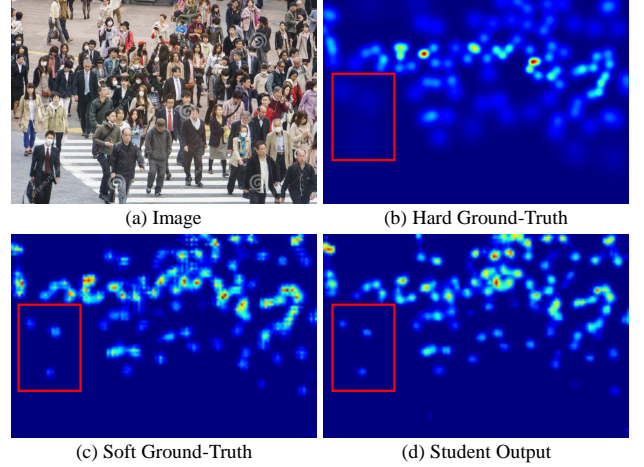 (a) Image
(b) Hard Ground-Truth
(c) Soft Ground-Truth
(d) Student Output